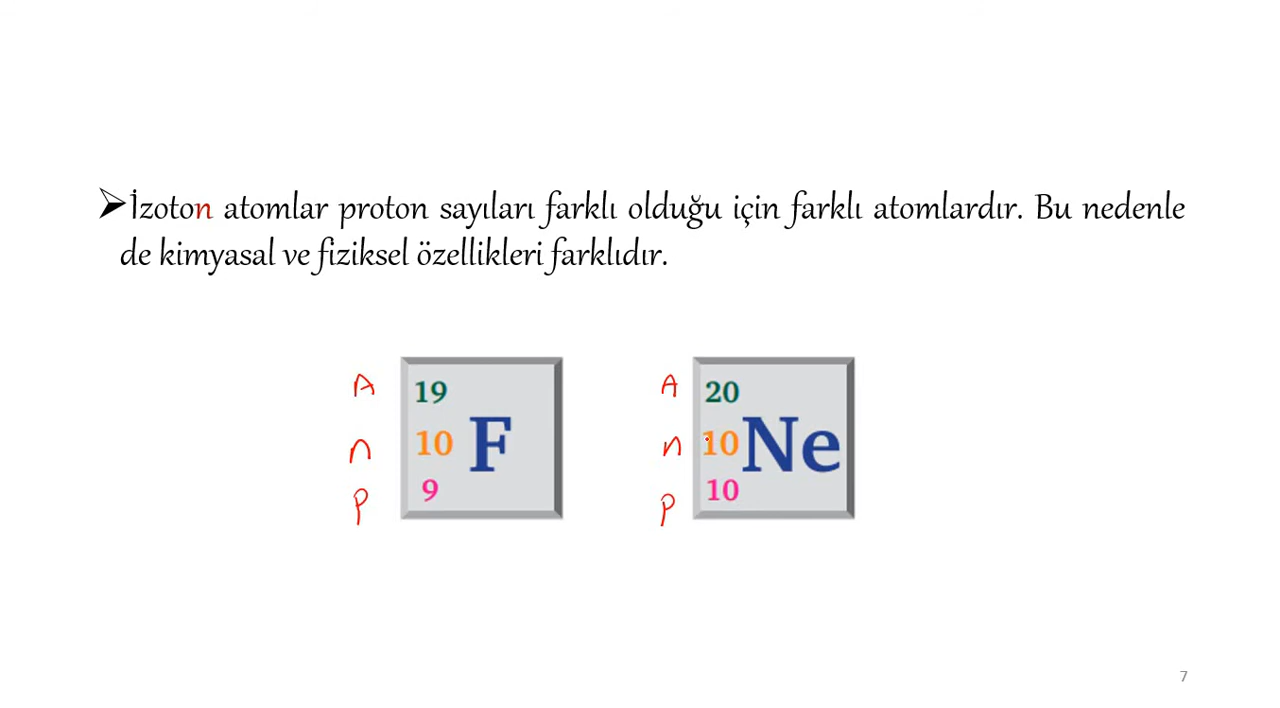 ➢İzoton atomlar proton sayıları farklı olduğu için farklı atomlardır. Bu nedenle
de kimyasal ve fiziksel özellikleri farklıdır.
A 19
n 10 F
p 9
A 20
n 10 Ne
p 10
7